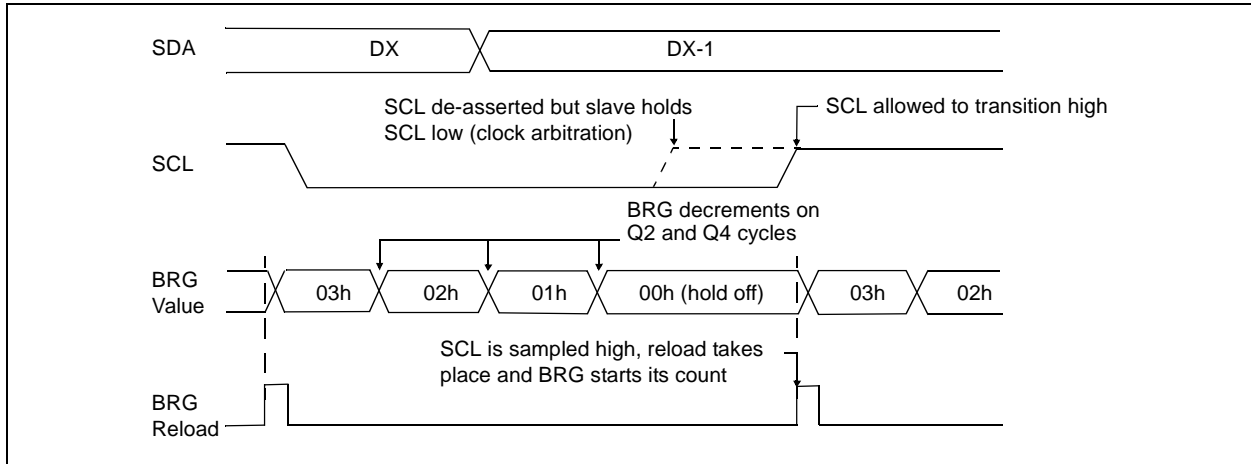 SDA
DX
DX-1
SCL de-asserted but slave holds
SCL low (clock arbitration)
SCL allowed to transition high
SCL
BRG decrements on
Q2 and Q4 cycles
BRG
Value
03h
02h
01h
00h (hold off)
03h
02h
SCL is sampled high, reload takes
place and BRG starts its count
BRG
Reload